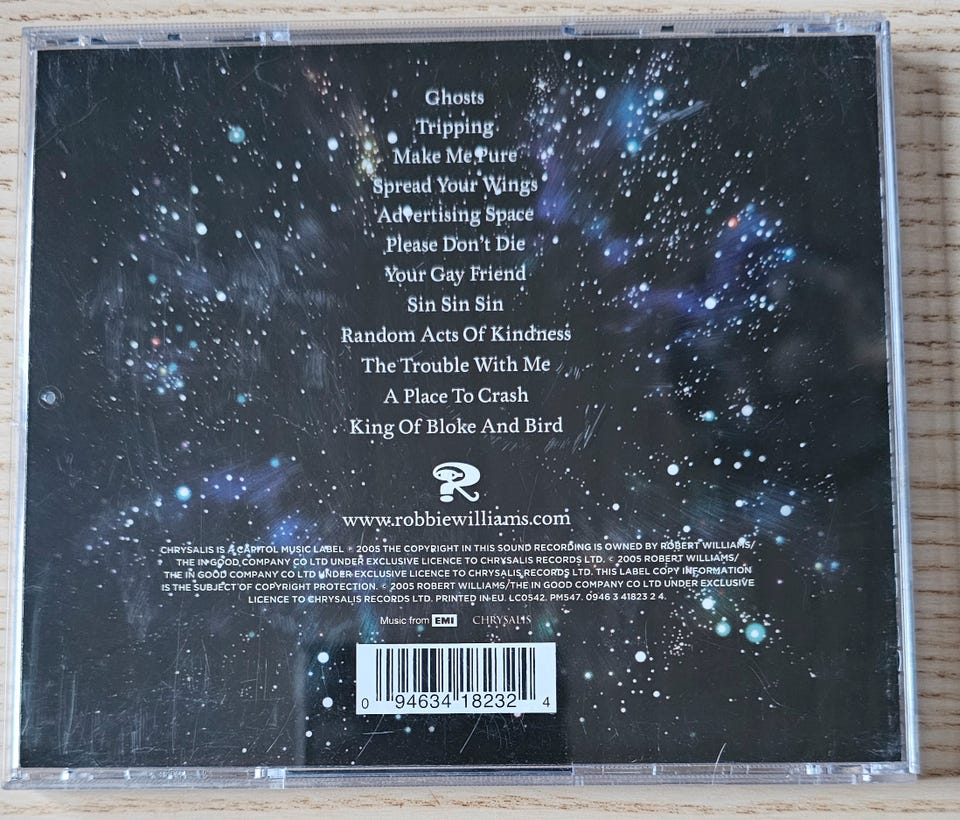 Ghosts
Tripping
Make Me Pure
Spread Your Wings
Advertising Space
Please Don't Die
Your Gay Friend
Sin Sin Sin
Random Acts Of Kindness
The Trouble With Me
A Place To Crash
King Of Bloke And Bird
R
www.robbiewilliams.com
CHRYSALIS IS A CAPITOL MUSIC LABEL ℗ 2005 THE COPYRIGHT IN THIS SOUND RECORDING IS OWNED BY ROBERT WILLIAMS/
THE IN GOOD COMPANY CO LTD UNDER EXCLUSIVE LICENCE TO CHRYSALIS RECORDS LTD. © 2005 ROBERT WILLIAMS/
THE IN GOOD COMPANY CO LTD UNDER EXCLUSIVE LICENCE TO CHRYSALIS RECORDS LTD. THIS LABEL COPY INFORMATION
IS THE SUBJECT OF COPYRIGHT PROTECTION. © 2005 ROBERT WILLIAMS/THE IN GOOD COMPANY CO LTD UNDER EXCLUSIVE
LICENCE TO CHRYSALIS RECORDS LTD. PRINTED IN EU. LC0542. PM547. 0946 3 41823 2 4.
Music from EMI CHRYSALIS
0 94634 18232 4